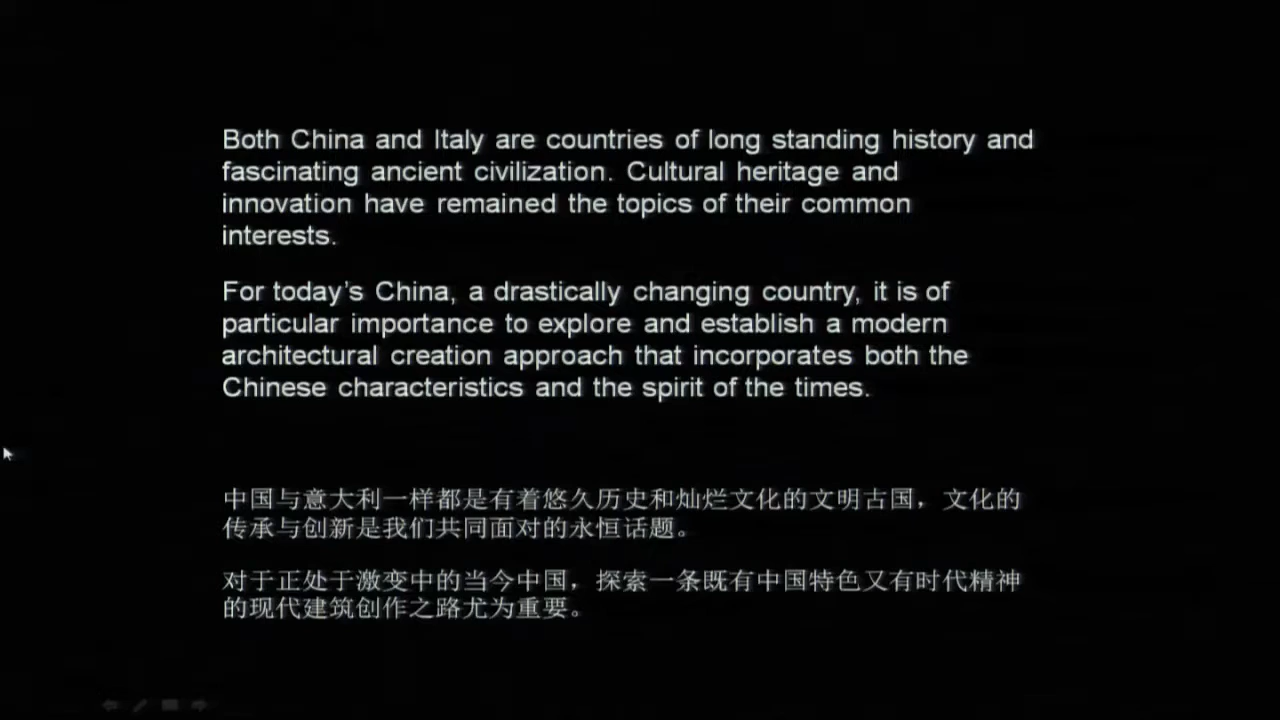 Both China and Italy are countries of long standing history and
fascinating ancient civilization. Cultural heritage and
innovation have remained the topics of their common
interests.
For today's China, a drastically changing country, it is of
particular importance to explore and establish a modern
architectural creation approach that incorporates both the
Chinese characteristics and the spirit of the times.
中国与意大利一样都是有着悠久历史和灿烂文化的文明古国，文化的
传承与创新是我们共同面对的永恒话题。
对于正处于激变中的当今中国，探索一条既有中国特色又有时代精神
的现代建筑创作之路尤为重要。